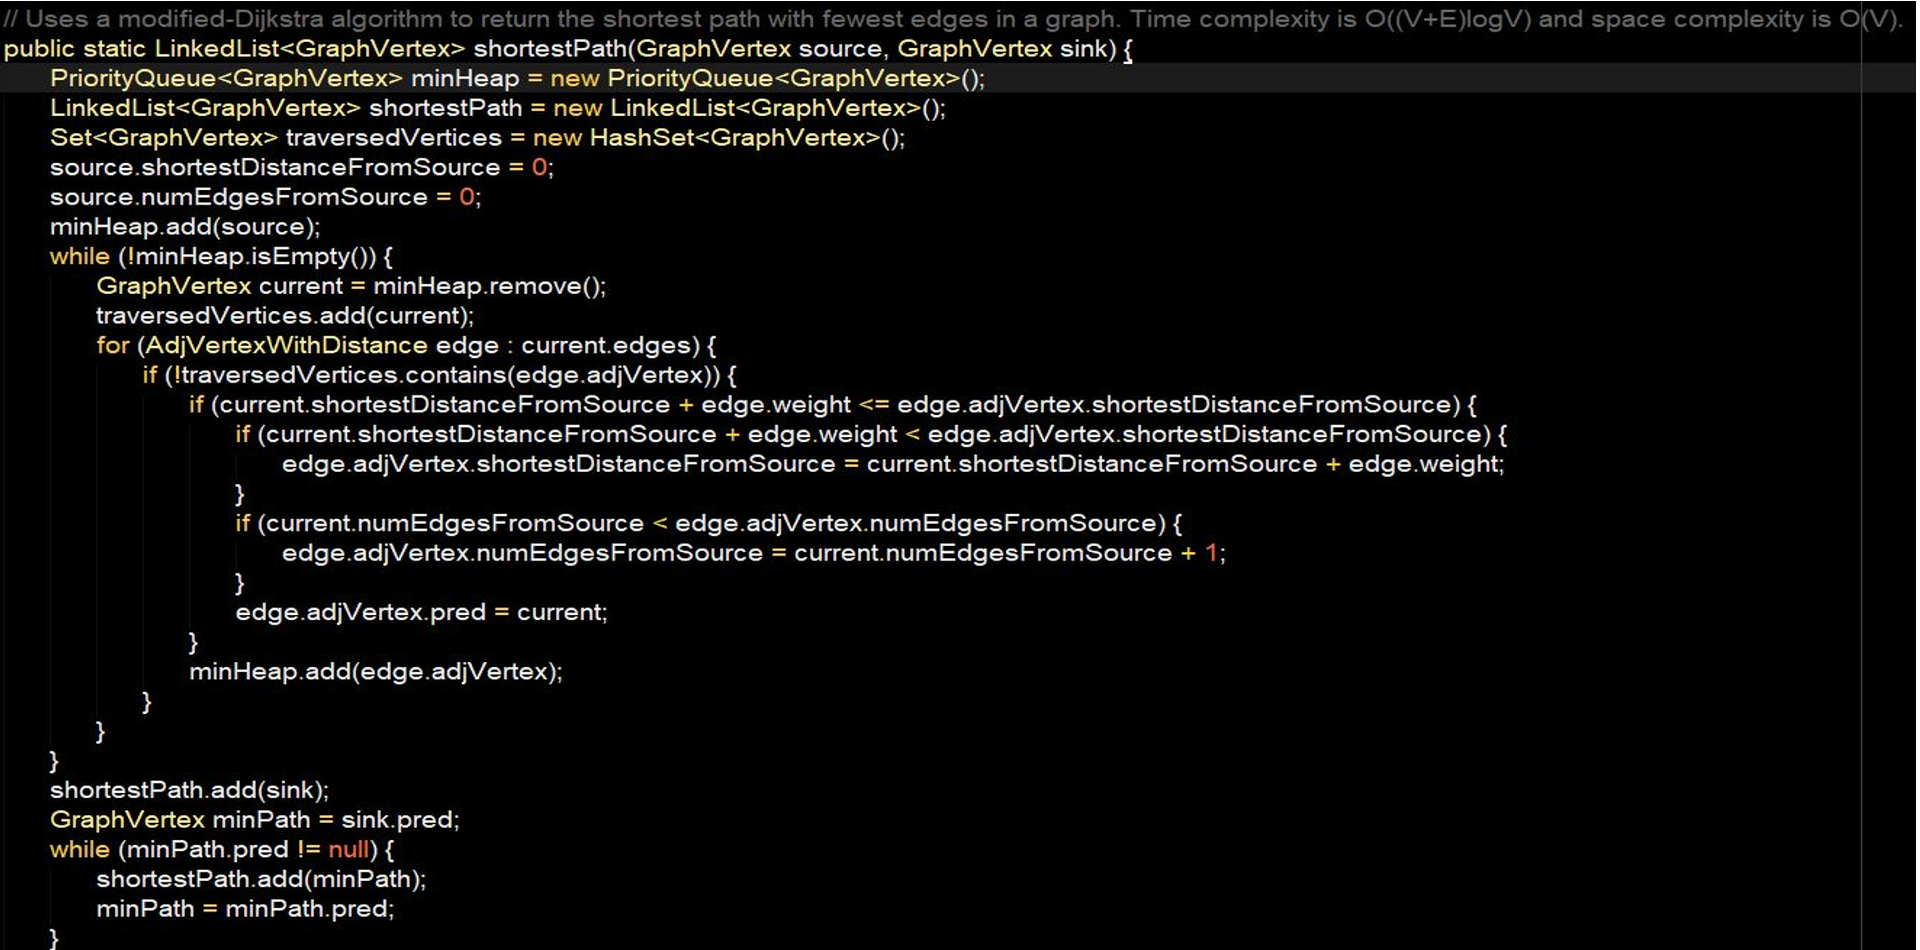 // Uses a modified-Dijkstra algorithm to return the shortest path with fewest edges in a graph. Time complexity is O((V+E)logV) and space complexity is O(V).
public static LinkedList<GraphVertex> shortestPath(GraphVertex source, GraphVertex sink) {
    PriorityQueue<GraphVertex> minHeap = new PriorityQueue<GraphVertex>();
    LinkedList<GraphVertex> shortestPath = new LinkedList<GraphVertex>();
    Set<GraphVertex> traversedVertices = new HashSet<GraphVertex>();
    source.shortestDistanceFromSource = 0;
    source.numEdgesFromSource = 0;
    minHeap.add(source);
    while (!minHeap.isEmpty()) {
        GraphVertex current = minHeap.remove();
        traversedVertices.add(current);
        for (AdjVertexWithDistance edge : current.edges) {
            if (!traversedVertices.contains(edge.adjVertex)) {
                if (current.shortestDistanceFromSource + edge.weight <= edge.adjVertex.shortestDistanceFromSource) {
                    if (current.shortestDistanceFromSource + edge.weight < edge.adjVertex.shortestDistanceFromSource) {
                        edge.adjVertex.shortestDistanceFromSource = current.shortestDistanceFromSource + edge.weight;
                    }
                    if (current.numEdgesFromSource < edge.adjVertex.numEdgesFromSource) {
                        edge.adjVertex.numEdgesFromSource = current.numEdgesFromSource + 1;
                    }
                    edge.adjVertex.pred = current;
                }
                minHeap.add(edge.adjVertex);
            }
        }
    }
    shortestPath.add(sink);
    GraphVertex minPath = sink.pred;
    while (minPath.pred != null) {
        shortestPath.add(minPath);
        minPath = minPath.pred;
    }